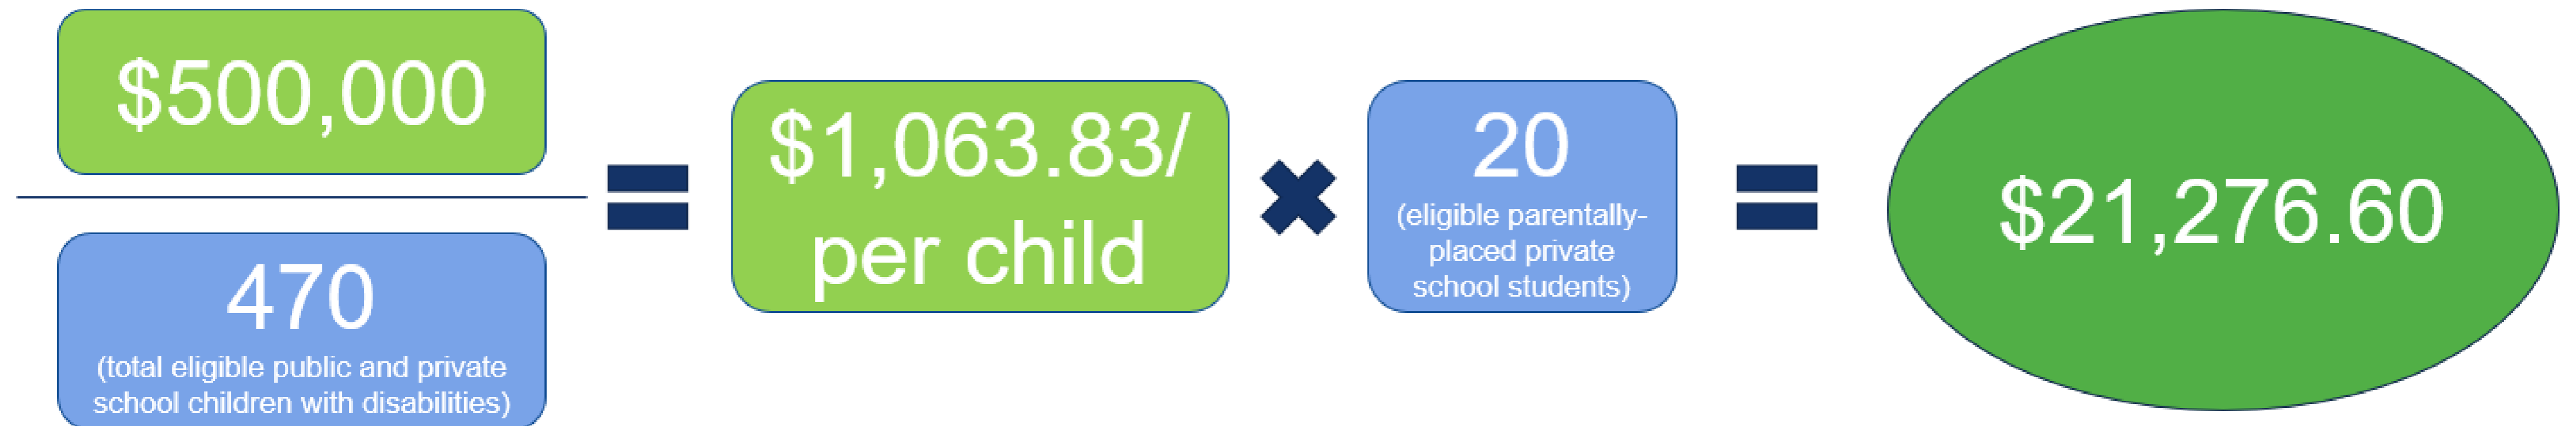 $500,000
470
(total eligible public and private
school children with disabilities)
=
$1,063.83/
per child
✖
20
(eligible parentally-
placed private
school students)
=
$21,276.60